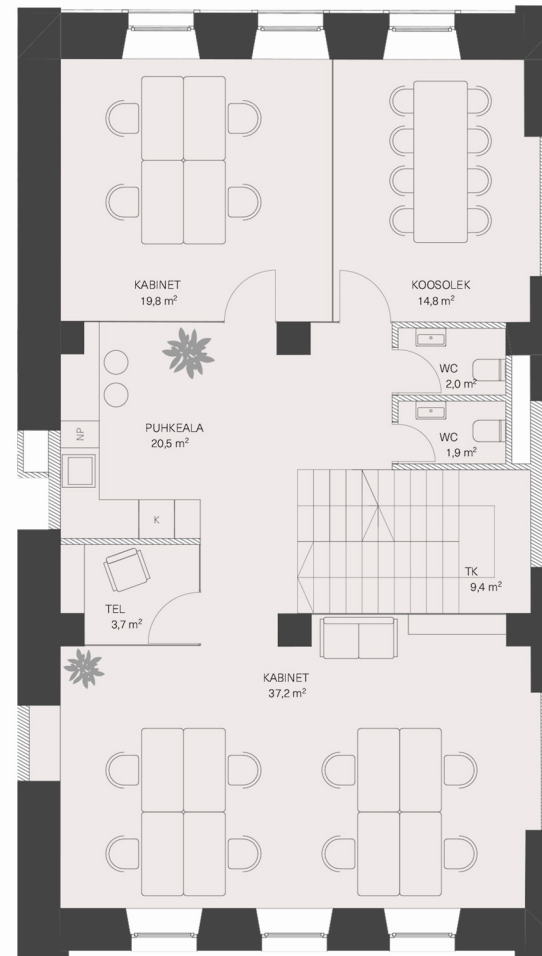 KABINET
19,8 m²
KOOSOLEK
14,8 m²
WC
2,0 m²
NP
PUHKEALA
20,5 m²
WC
1,9 m²
K
TK
9,4 m²
TEL
3,7 m²
KABINET
37,2 m²